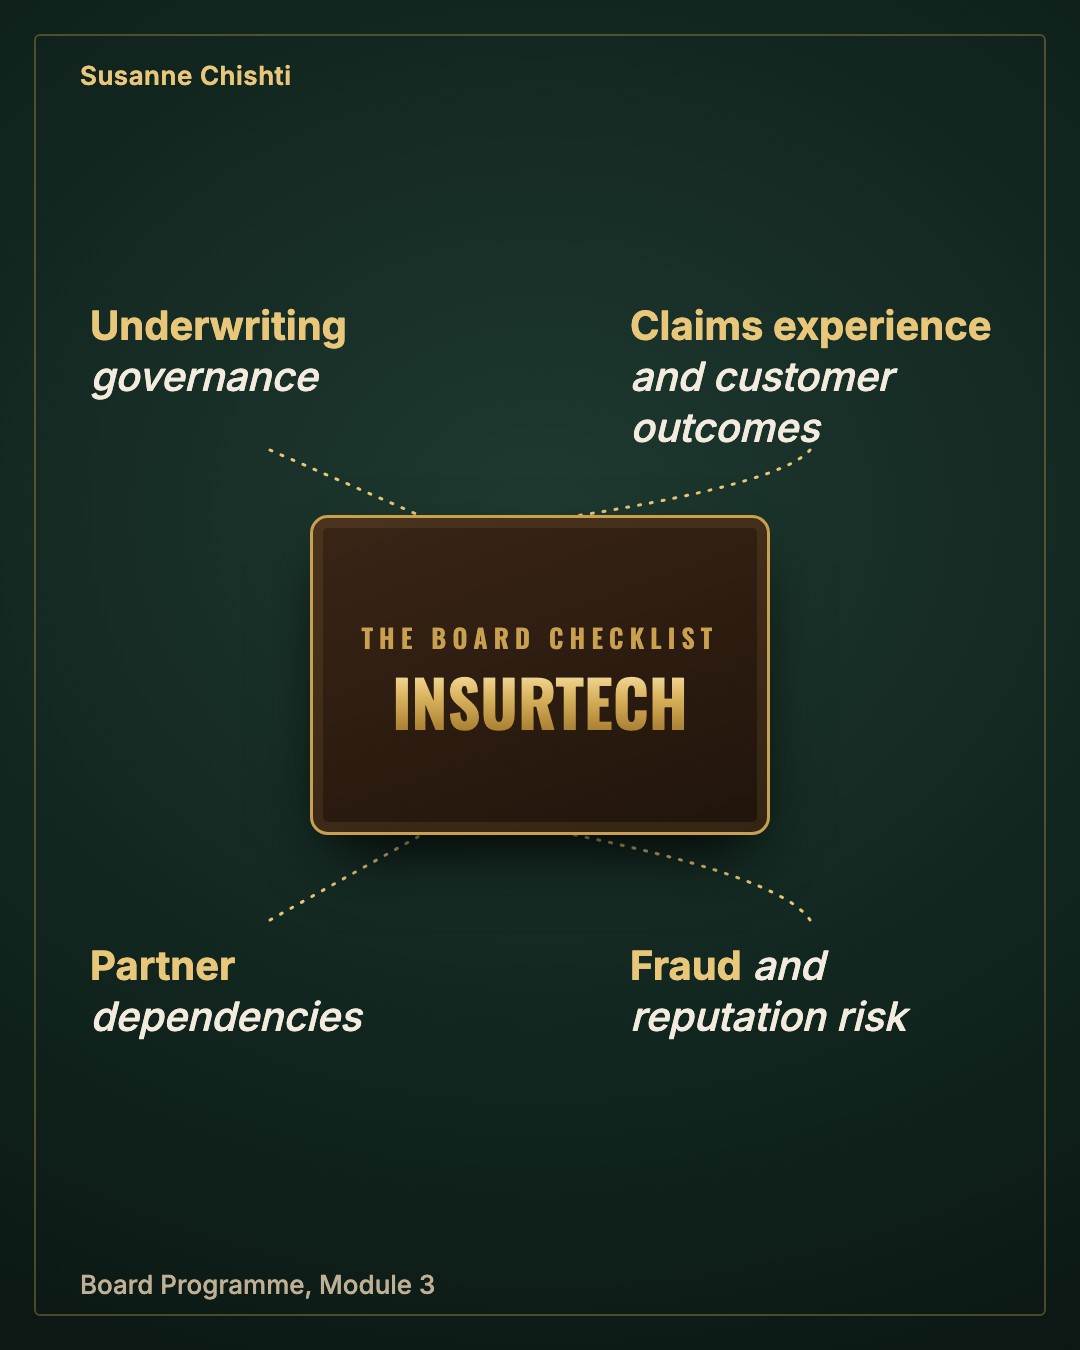 Susanne Chishti
Underwriting
governance
Claims experience
and customer
outcomes
THE BOARD CHECKLIST
INSURTECH
Partner
dependencies
Fraud and
reputation risk
Board Programme, Module 3